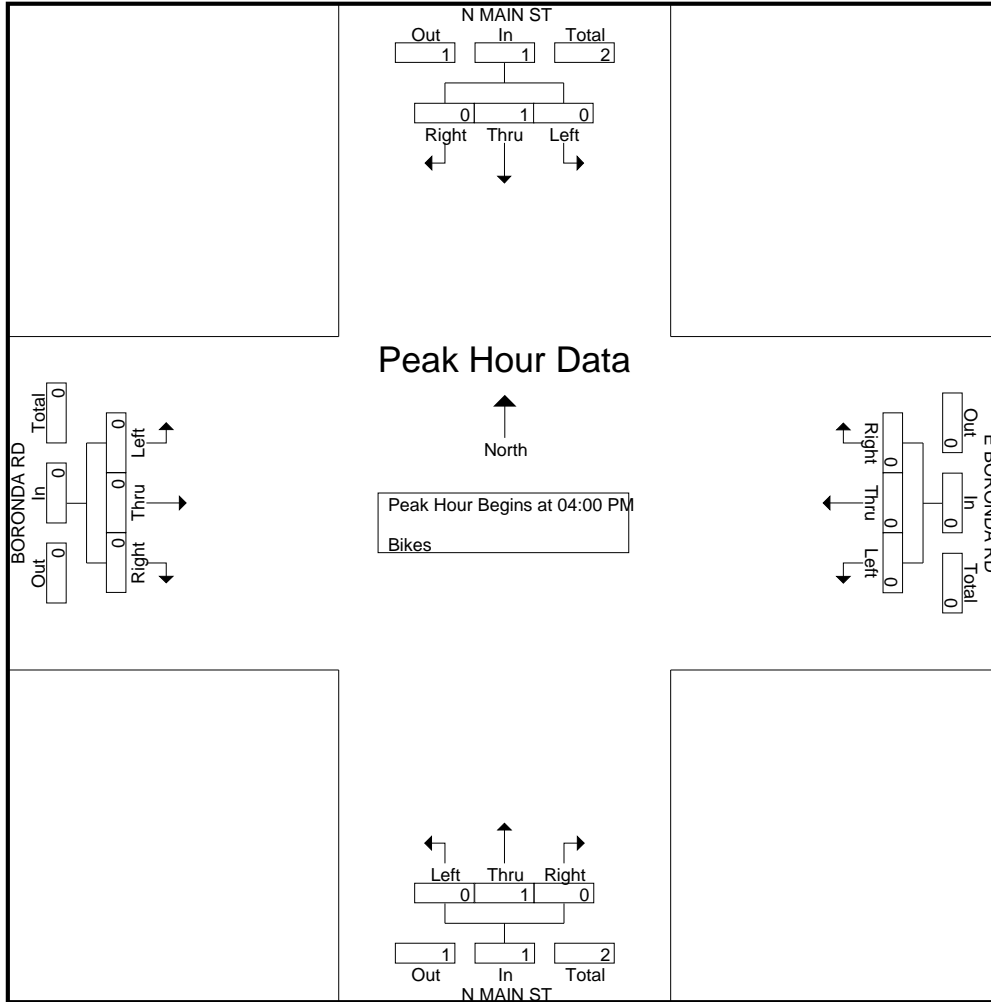 N MAIN ST
Out In Total
1 1 2
0 1 0
Right Thru Left
Peak Hour Data
North
Peak Hour Begins at 04:00 PM
Bikes
BORONDA RD
Out In Total
0 0 0
0 0 0
Right Thru Left
E BORONDA RD
Out In Total
0 0 0
0 0 0
Right Thru Left
Left Thru Right
0 1 0
1 1 2
Out In Total
N MAIN ST